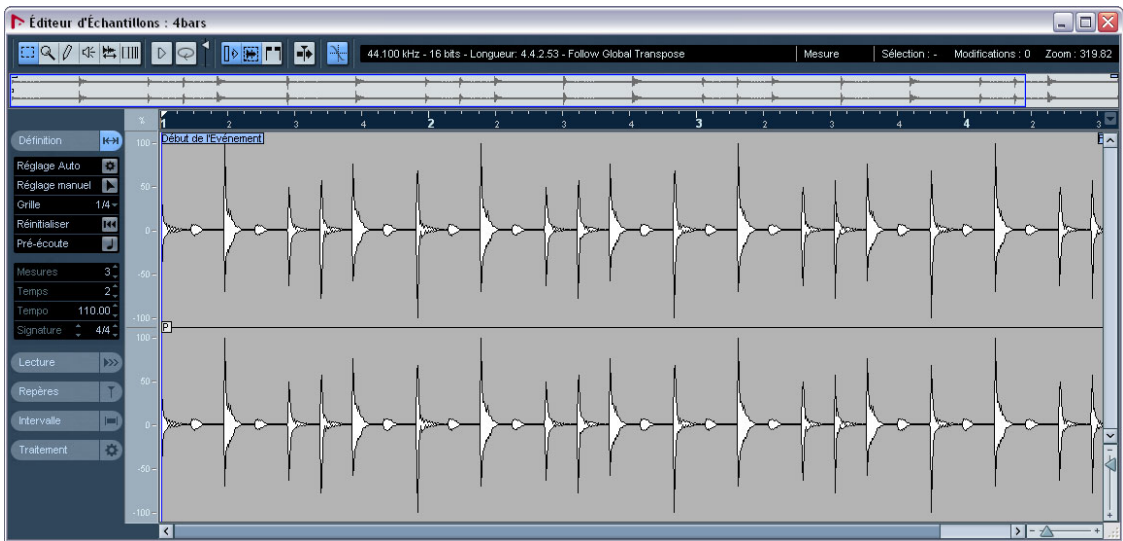 Éditeur d'Échantillons : 4bars
44.100 kHz - 16 bits - Longueur: 4.4.2.53 - Follow Global Transpose
Mesure
Sélection : -
Modifications : 0
Zoom : 319.82
% 1 2 3 4 2 2 3 4 3 2 3 4 4 2 3
Définition
Début de l'Evénement
Réglage Auto
Réglage manuel
Grille 1/4
Réinitialiser
Pré-écoute
Mesures 3
Temps 2
Tempo 110.00
Signature 4/4
Lecture
Repères
Intervalle
Traitement
100
50
0
-50
-100
P
100
50
0
-50
-100